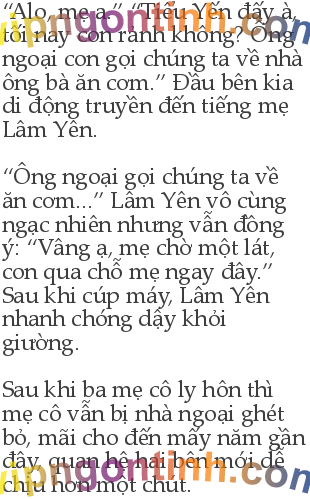 “Alo, mẹ ạ.” “Tiểu Yến đấy à,
tối nay con rảnh không? Ông
ngoại con gọi chúng ta về nhà
ông bà ăn cơm.” Đầu bên kia
di động truyền đến tiếng mẹ
Lâm Yên.
“Ông ngoại gọi chúng ta về
ăn cơm...” Lâm Yên vô cùng
ngạc nhiên nhưng vẫn đồng
ý: “Vâng ạ, mẹ chờ một lát,
con qua chỗ mẹ ngay đây.”
Sau khi cúp máy, Lâm Yên
nhanh chóng dậy khỏi
giường.
Sau khi ba mẹ cô ly hôn thì
mẹ cô vẫn bị nhà ngoại ghét
bỏ, mãi cho đến mấy năm gần
đây, quan hệ hai bên mới dễ
chịu hơn một chút.